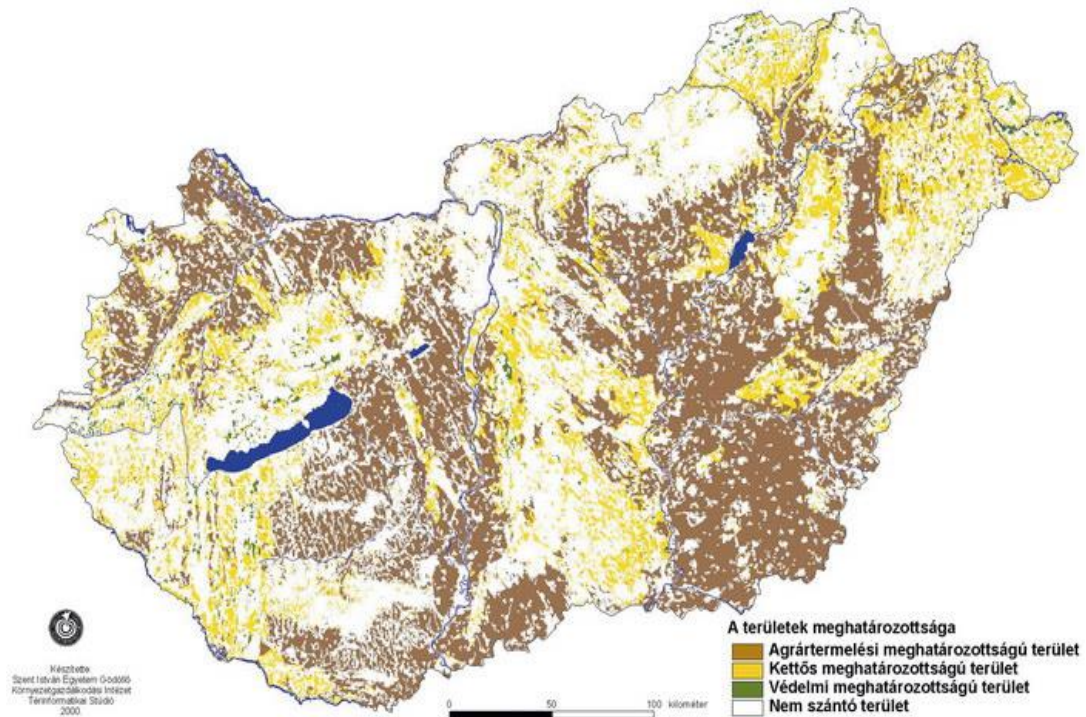 A területek meghatározottsága
Agrártermelési meghatározottságú terület
Kettős meghatározottságú terület
Védelmi meghatározottságú terület
Nem szántó terület
Készítette
Szent István Egyetem Gödöllő
Környezetgazdálkodási Intézet
Térinformatikai Stúdió
2000.
0 50 100 kilométer